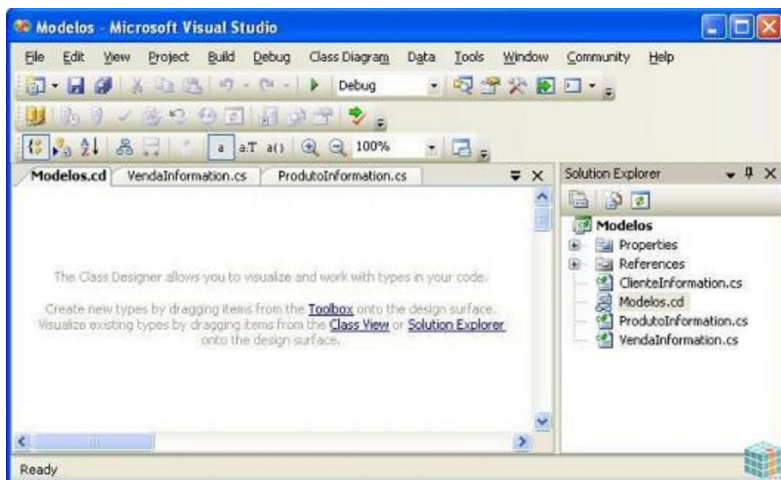 Modelos - Microsoft Visual Studio
File Edit View Project Build Debug Class Diagram Data Tools Window Community Help
Debug
a a:T a() 100%
Modelos.cd VendaInformation.cs ProdutoInformation.cs
The Class Designer allows you to visualize and work with types in your code.
Create new types by dragging items from the Toolbox onto the design surface.
Visualize existing types by dragging items from the Class View or Solution Explorer
onto the design surface.
Solution Explorer
Modelos
Properties
References
ClienteInformation.cs
Modelos.cd
ProdutoInformation.cs
VendaInformation.cs
Ready